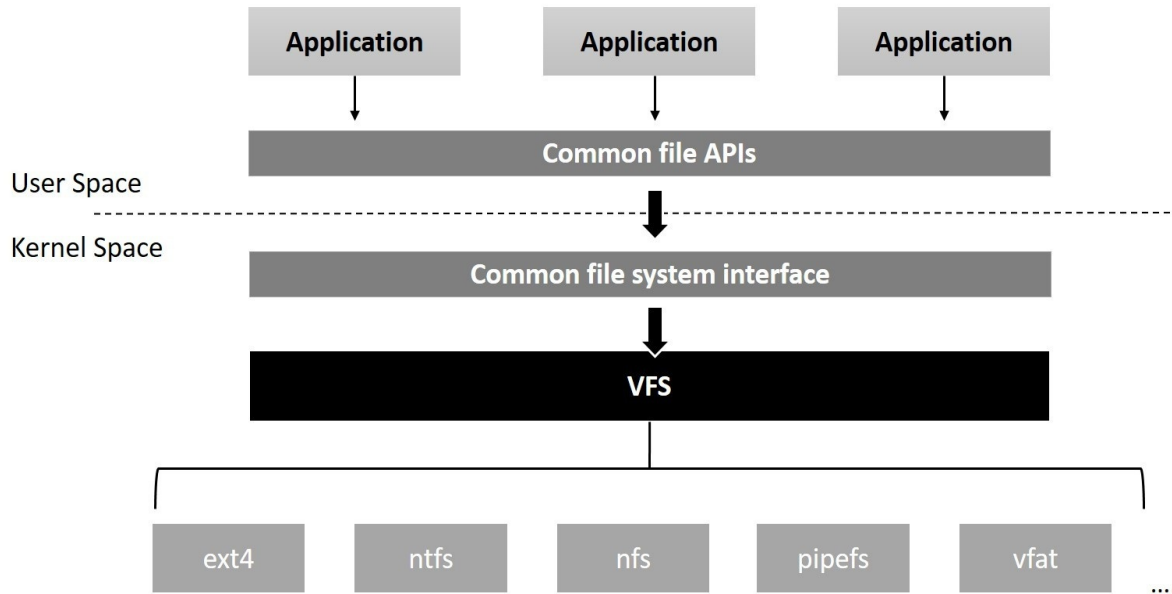 Application Application Application
Common file APIs
User Space
Kernel Space
Common file system interface
VFS
ext4 ntfs nfs pipefs vfat ...